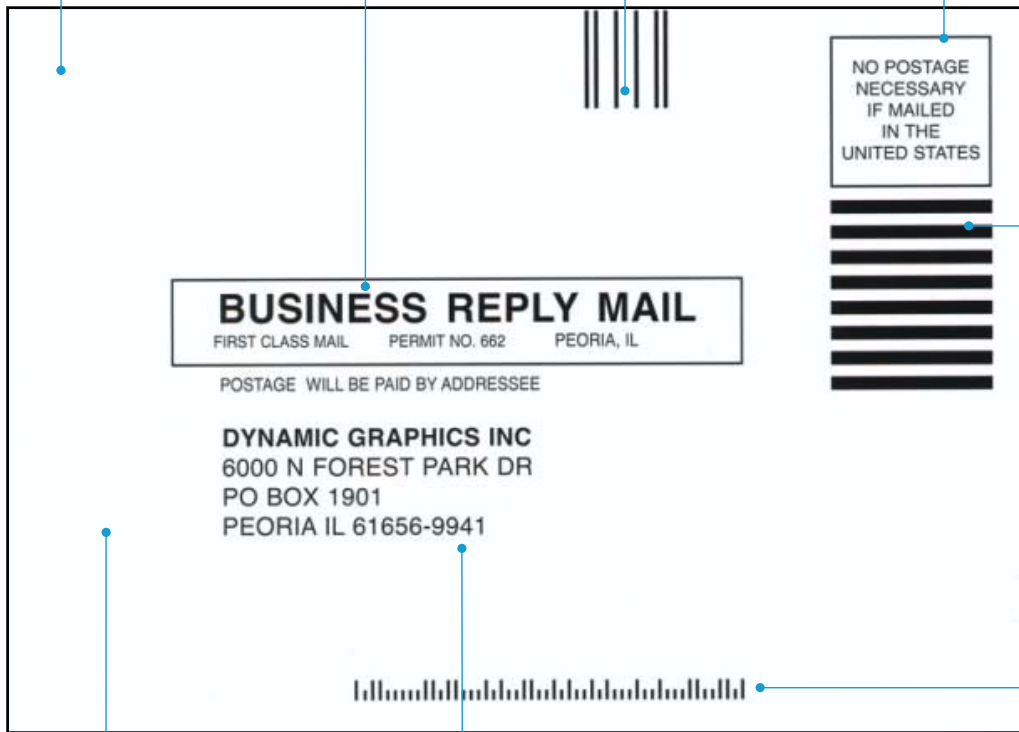 NO POSTAGE
NECESSARY
IF MAILED
IN THE
UNITED STATES
BUSINESS REPLY MAIL
FIRST CLASS MAIL PERMIT NO. 662 PEORIA, IL
POSTAGE WILL BE PAID BY ADDRESSEE
DYNAMIC GRAPHICS INC
6000 N FOREST PARK DR
PO BOX 1901
PEORIA IL 61656-9941